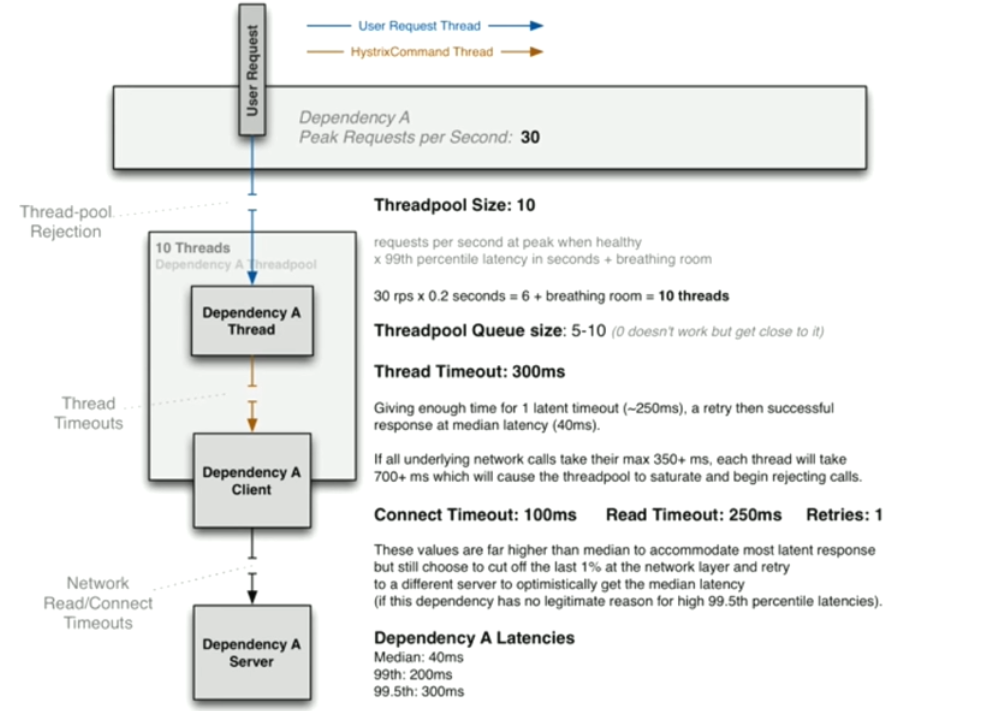 User Request
User Request Thread
HystrixCommand Thread
Dependency A
Peak Requests per Second: 30
Thread-pool
Rejection
10 Threads
Dependency A Threadpool
Dependency A
Thread
Thread
Timeouts
Dependency A
Client
Network
Read/Connect
Timeouts
Dependency A
Server
Threadpool Size: 10
requests per second at peak when healthy
x 99th percentile latency in seconds + breathing room
30 rps x 0.2 seconds = 6 + breathing room = 10 threads
Threadpool Queue size: 5-10 (0 doesn't work but get close to it)
Thread Timeout: 300ms
Giving enough time for 1 latent timeout (~250ms), a retry then successful
response at median latency (40ms).
If all underlying network calls take their max 350+ ms, each thread will take
700+ ms which will cause the threadpool to saturate and begin rejecting calls.
Connect Timeout: 100ms Read Timeout: 250ms Retries: 1
These values are far higher than median to accommodate most latent response
but still choose to cut off the last 1% at the network layer and retry
to a different server to optimistically get the median latency
(if this dependency has no legitimate reason for high 99.5th percentile latencies).
Dependency A Latencies
Median: 40ms
99th: 200ms
99.5th: 300ms